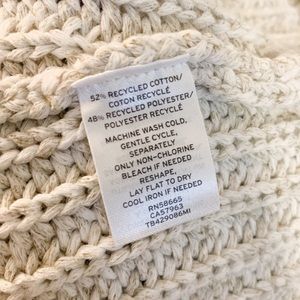 52% RECYCLED COTTON/
COTON RECYCLÉ
48% RECYCLED POLYESTER/
POLYESTER RECYCLÉ
MACHINE WASH COLD,
GENTLE CYCLE,
SEPARATELY
ONLY NON-CHLORINE
BLEACH IF NEEDED
RESHAPE,
LAY FLAT TO DRY
COOL IRON IF NEEDED
RN58665
CA57963
TB429086MI